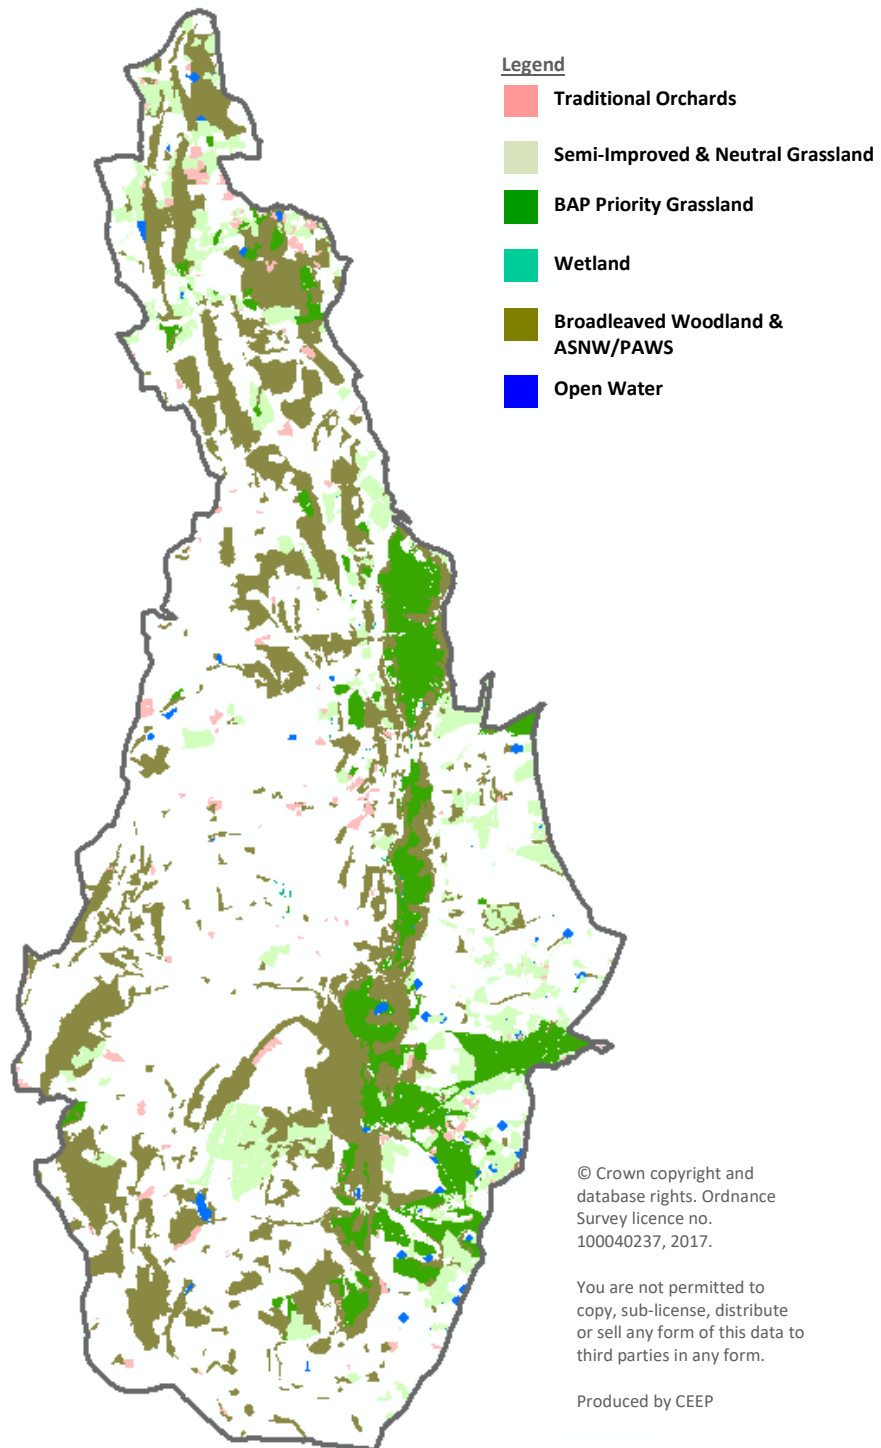 Legend
Traditional Orchards
Semi-Improved & Neutral Grassland
BAP Priority Grassland
Wetland
Broadleaved Woodland &
ASNW/PAWS
Open Water
© Crown copyright and
database rights. Ordnance
Survey licence no.
100040237, 2017.
You are not permitted to
copy, sub-license, distribute
or sell any form of this data to
third parties in any form.
Produced by CEEP